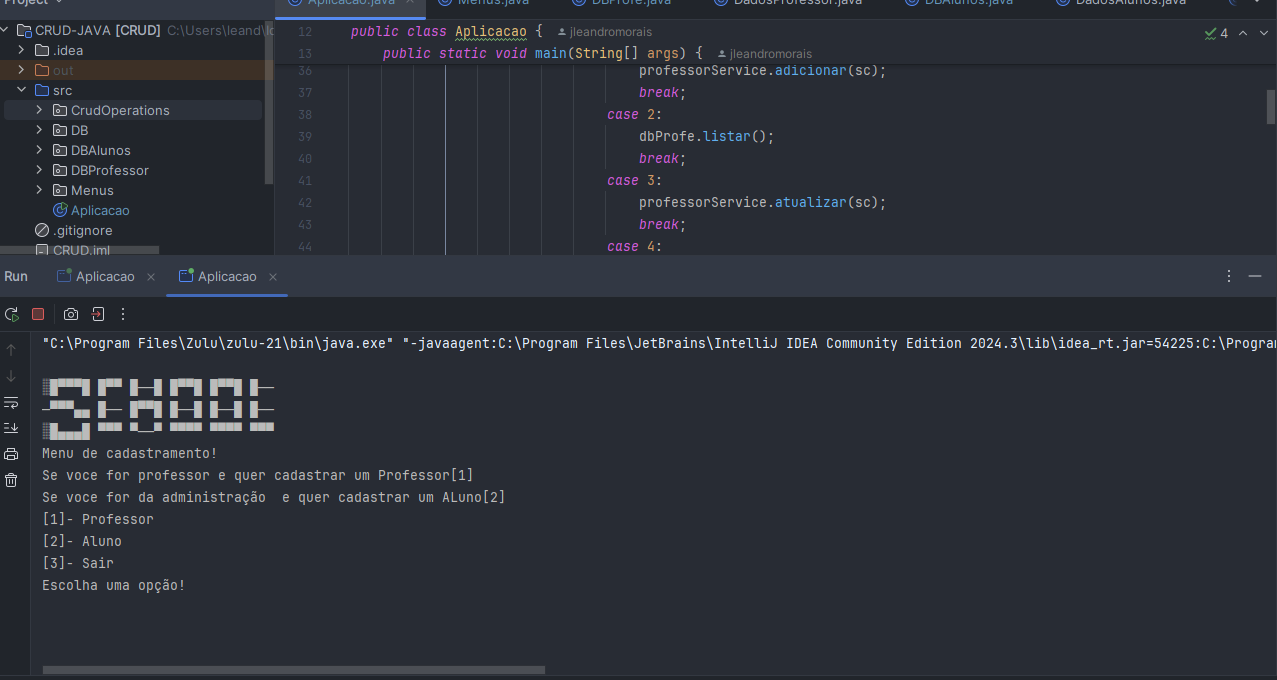 Project
Aplicacao.java Menus.java DBProfe.java DadosProfessor.java DBAlunos.java DadosAlunos.java
CRUD-JAVA [CRUD] C:\Users\leand\
.idea
out
src
CrudOperations
DB
DBAlunos
DBProfessor
Menus
Aplicacao
.gitignore
CRUD.iml
12 public class Aplicacao { jleandromorais
4
13 public static void main(String[] args) { jleandromorais
36 professorService.adicionar(sc);
37 break;
38 case 2:
39 dbProfe.listar();
40 break;
41 case 3:
42 professorService.atualizar(sc);
43 break;
44 case 4:
Run Aplicacao Aplicacao
"C:\Program Files\Zulu\zulu-21\bin\java.exe" "-javaagent:C:\Program Files\JetBrains\IntelliJ IDEA Community Edition 2024.3\lib\idea_rt.jar=54225:C:\Program
SCHOOL
Menu de cadastramento!
Se voce for professor e quer cadastrar um Professor[1]
Se voce for da administração  e quer cadastrar um ALuno[2]
[1]- Professor
[2]- Aluno
[3]- Sair
Escolha uma opção!